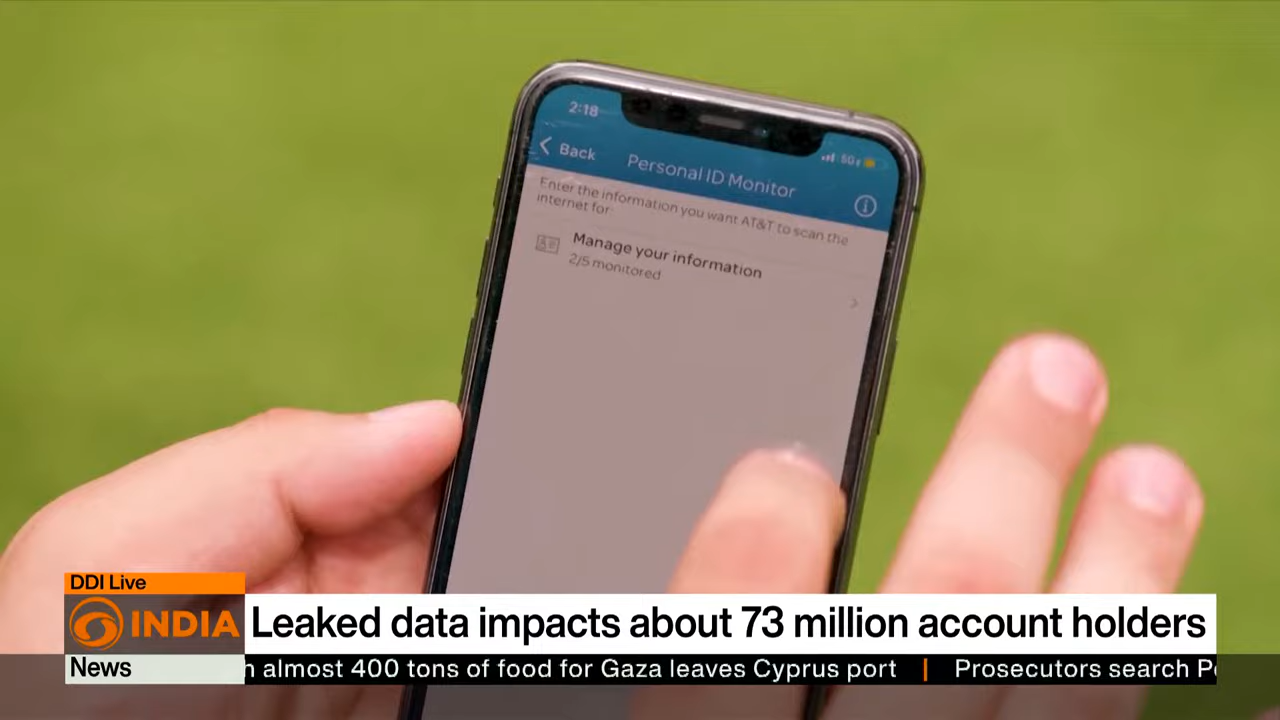 2:18
5G
Back
Personal ID Monitor
Enter the information you want AT&T to scan the
internet for:
Manage your information
2/5 monitored
DDI Live
INDIA
Leaked data impacts about 73 million account holders
News
almost 400 tons of food for Gaza leaves Cyprus port | Prosecutors search